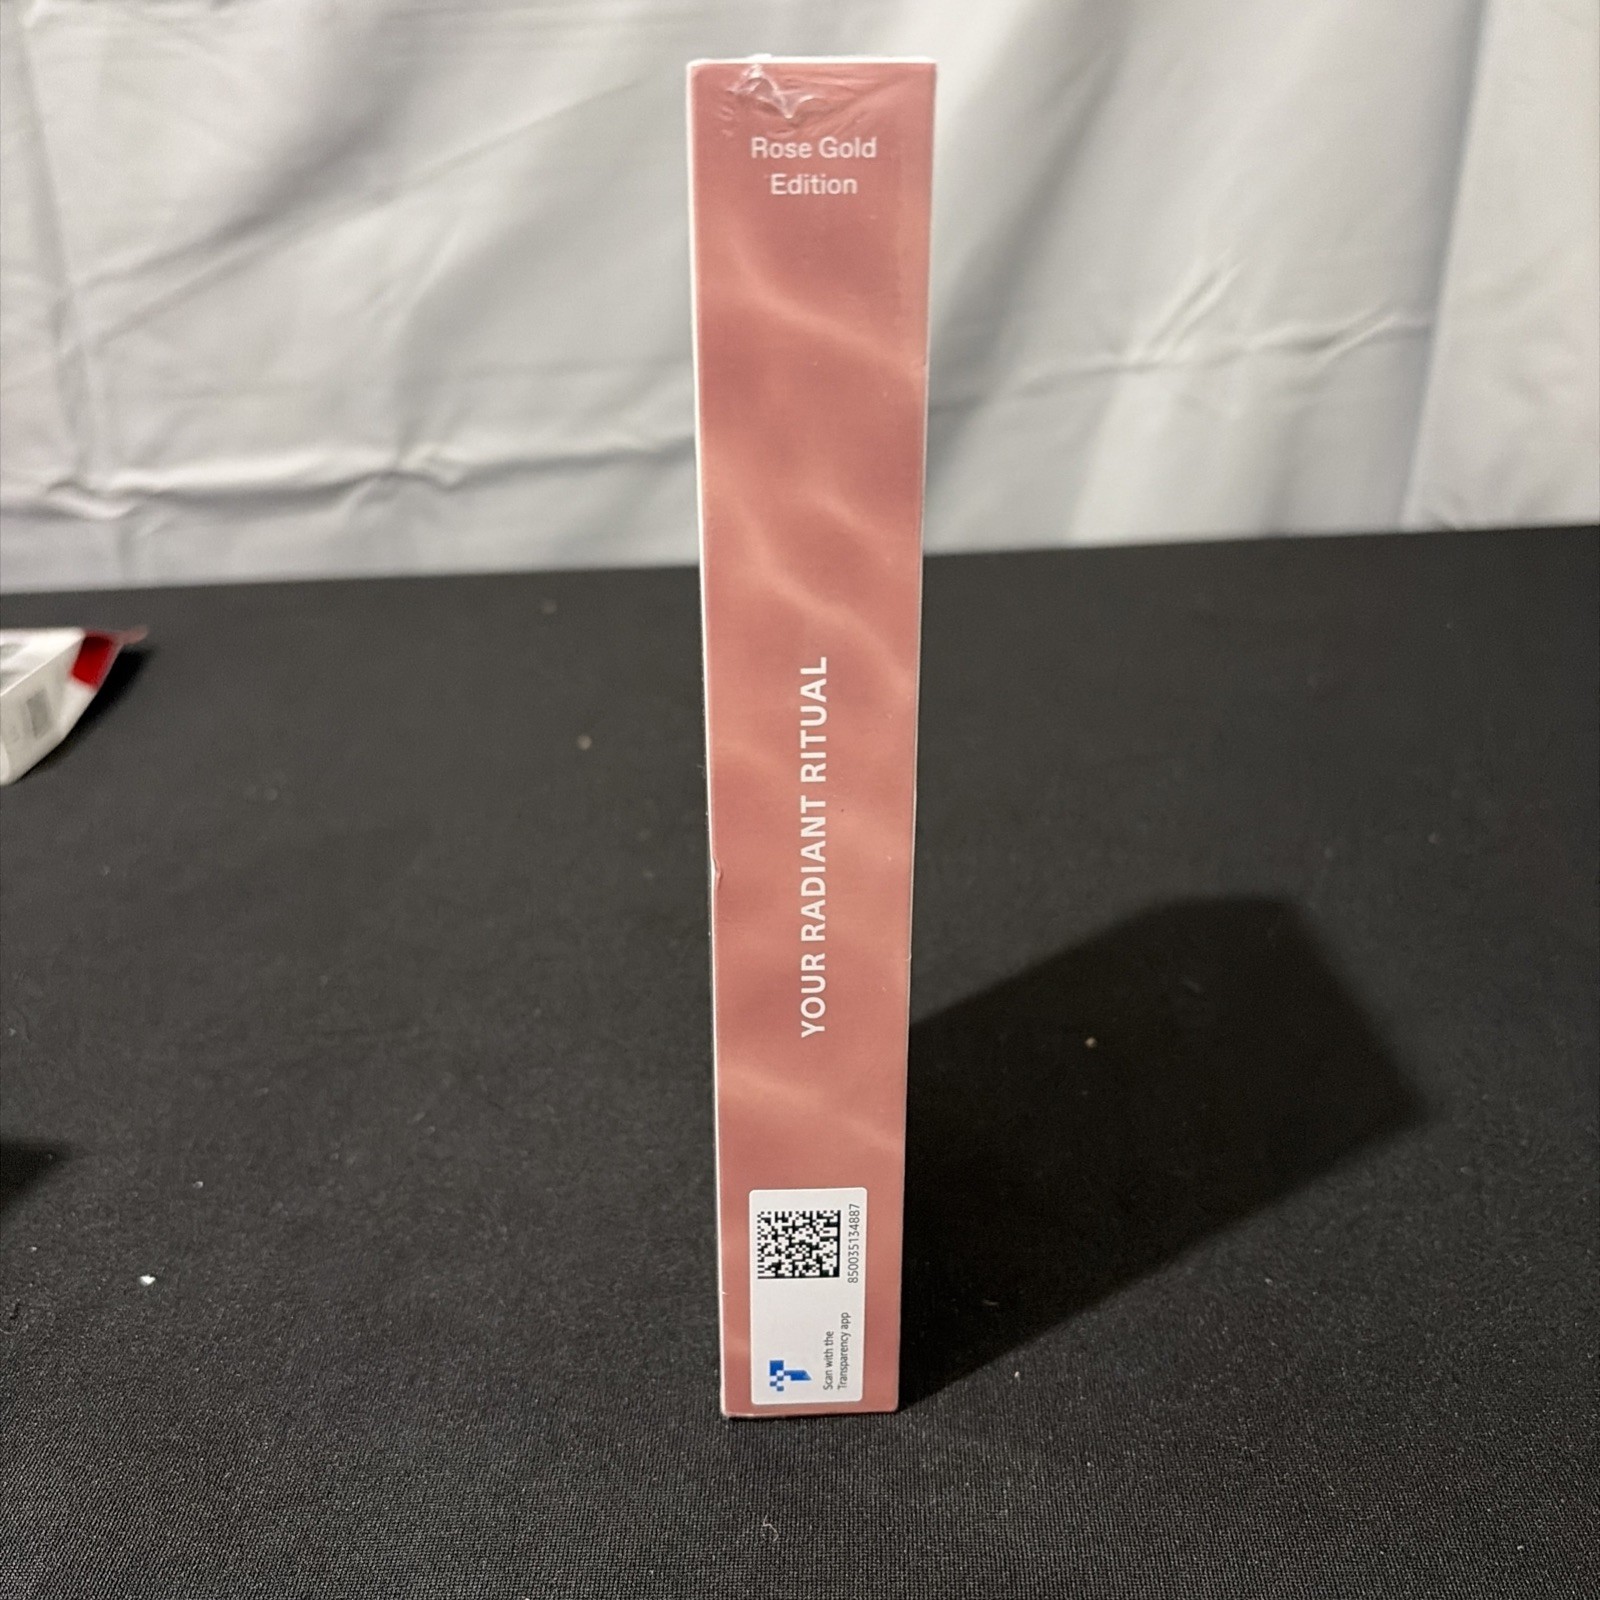 Rose Gold
Edition
YOUR RADIANT RITUAL
850035134887
Scan with the
Transparency app